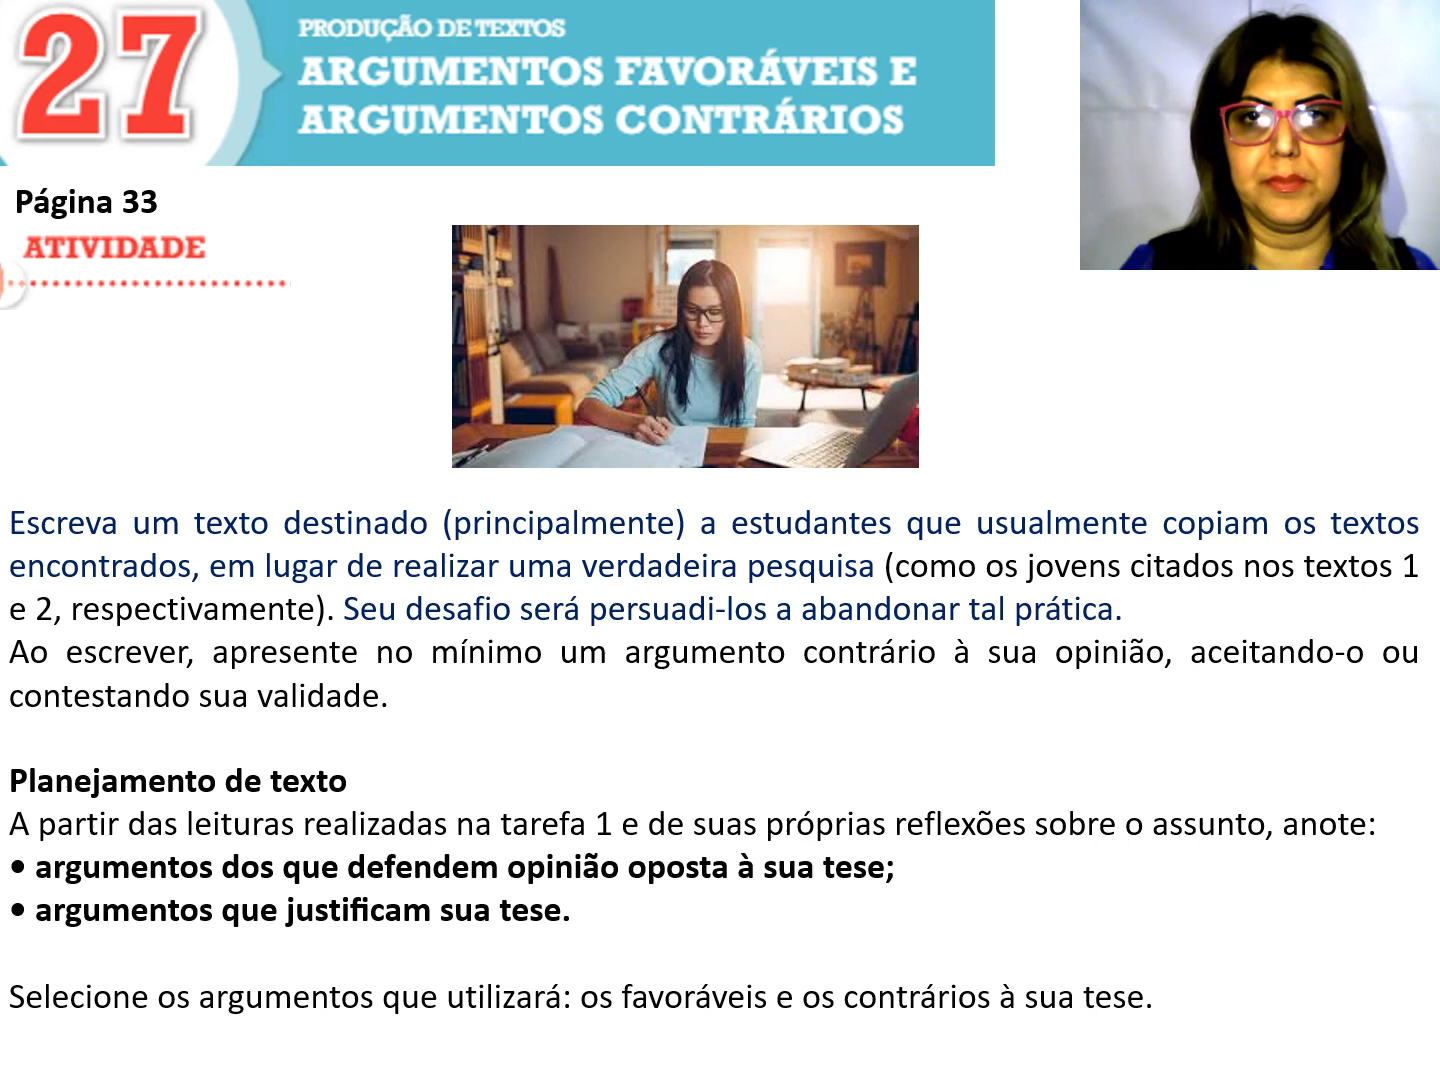 27
PRODUÇÃO DE TEXTOS
ARGUMENTOS FAVORÁVEIS E
ARGUMENTOS CONTRÁRIOS
Página 33
ATIVIDADE
Escreva um texto destinado (principalmente) a estudantes que usualmente copiam os textos
encontrados, em lugar de realizar uma verdadeira pesquisa (como os jovens citados nos textos 1
e 2, respectivamente). Seu desafio será persuadi-los a abandonar tal prática.
Ao escrever, apresente no mínimo um argumento contrário à sua opinião, aceitando-o ou
contestando sua validade.
Planejamento de texto
A partir das leituras realizadas na tarefa 1 e de suas próprias reflexões sobre o assunto, anote:
• argumentos dos que defendem opinião oposta à sua tese;
• argumentos que justificam sua tese.
Selecione os argumentos que utilizará: os favoráveis e os contrários à sua tese.